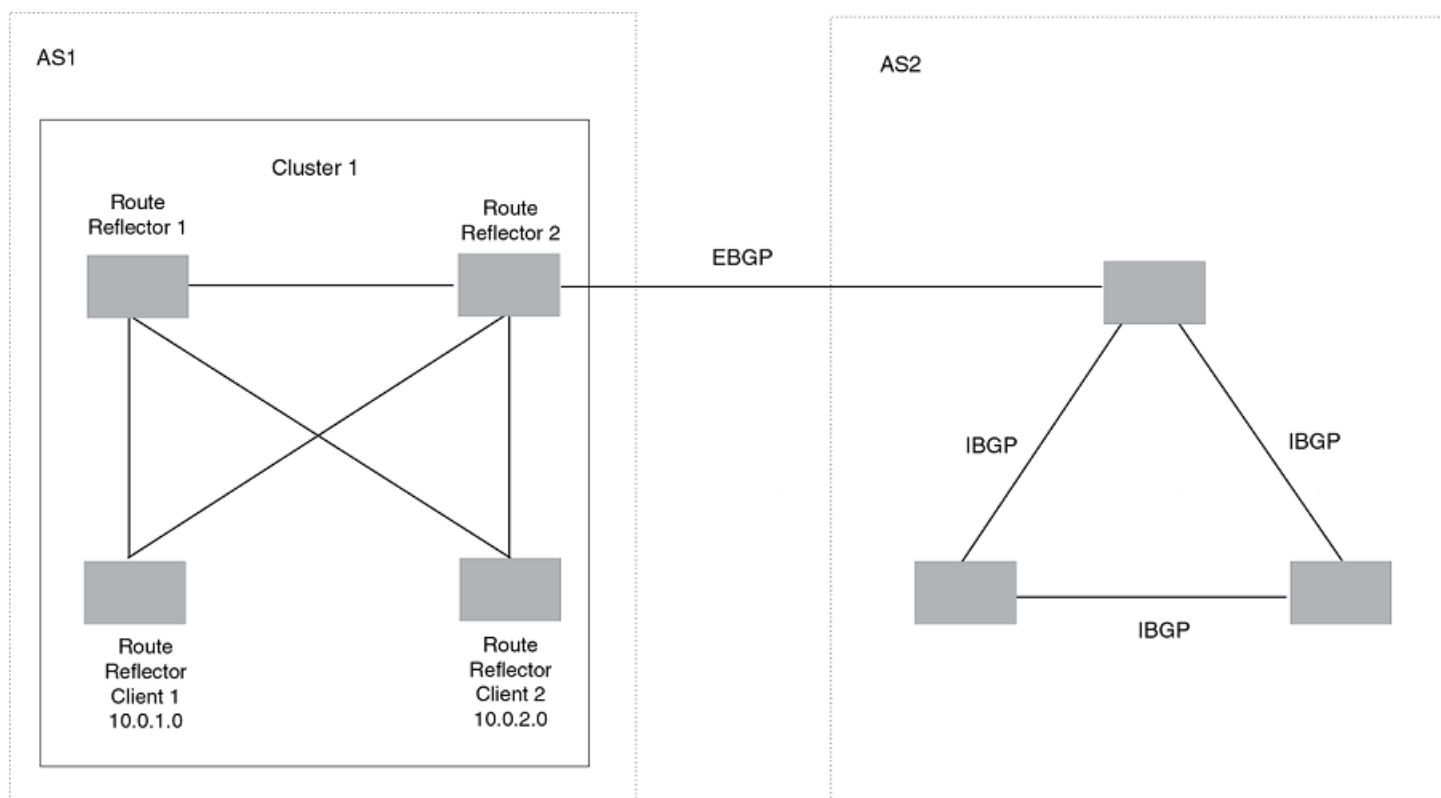 AS1
AS2
Cluster 1
Route
Reflector 1
Route
Reflector 2
EBGP
IBGP
IBGP
IBGP
Route
Reflector
Client 1
10.0.1.0
Route
Reflector
Client 2
10.0.2.0